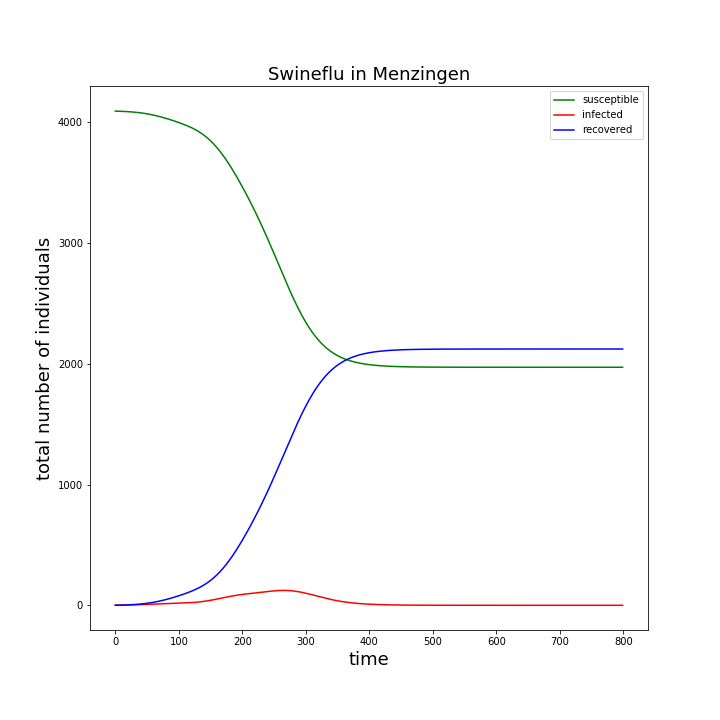 Swineflu in Menzingen
susceptible
infected
recovered
total number of individuals
4000
3000
2000
1000
0
0 100 200 300 400 500 600 700 800
time